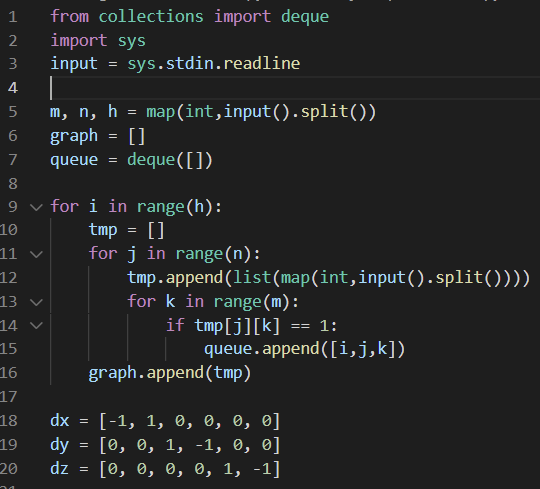 1 from collections import deque
2 import sys
3 input = sys.stdin.readline
4
5 m, n, h = map(int,input().split())
6 graph = []
7 queue = deque([])
8
9 for i in range(h):
10     tmp = []
11     for j in range(n):
12         tmp.append(list(map(int,input().split())))
13         for k in range(m):
14             if tmp[j][k] == 1:
15                 queue.append([i,j,k])
16     graph.append(tmp)
17
18 dx = [-1, 1, 0, 0, 0, 0]
19 dy = [0, 0, 1, -1, 0, 0]
20 dz = [0, 0, 0, 0, 1, -1]